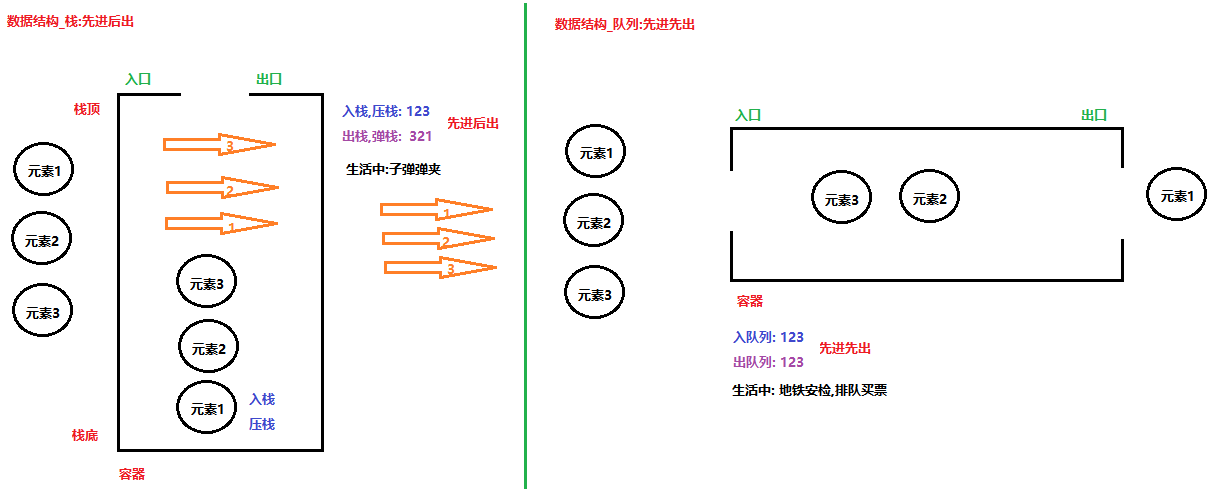 数据结构_栈:先进后出
入口
出口
栈顶
元素1
元素2
元素3
3
2
1
元素3
元素2
元素1
入栈
压栈
栈底
容器
入栈,压栈: 123
出栈,弹栈: 321
先进后出
生活中:子弹弹夹
1
2
3
数据结构_队列:先进先出
入口
出口
元素1
元素2
元素3
元素3
元素2
元素1
容器
入队列: 123
出队列: 123
先进先出
生活中: 地铁安检,排队买票